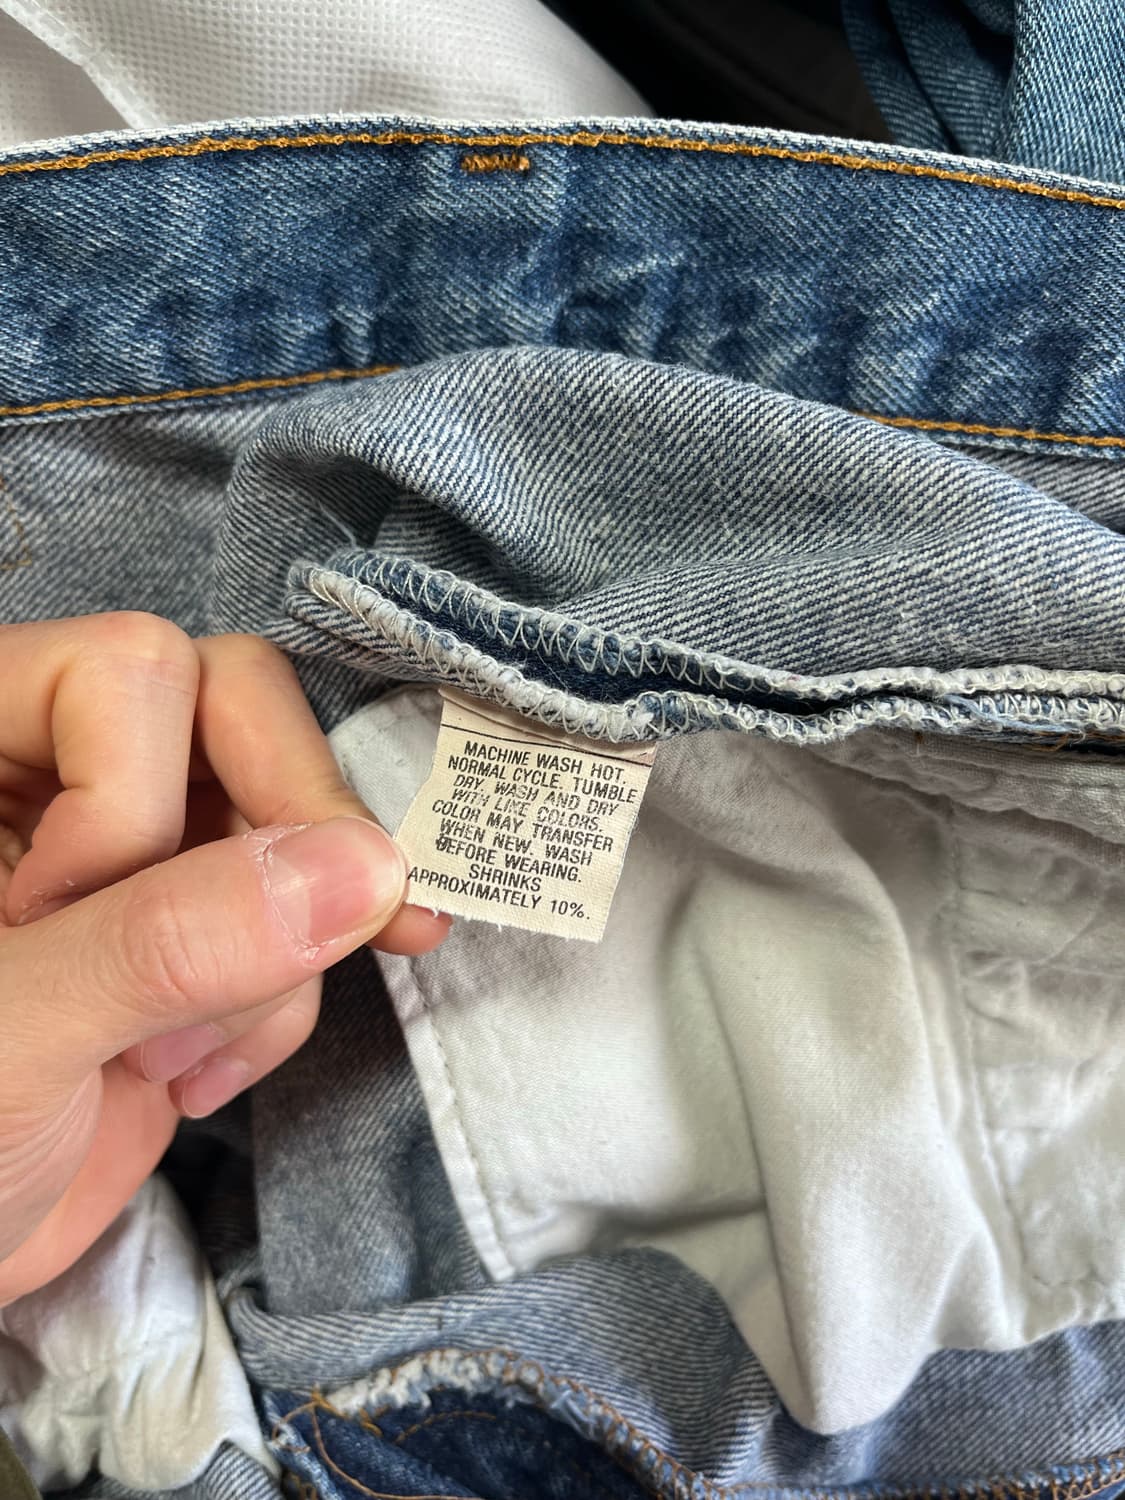 MACHINE WASH HOT,
NORMAL CYCLE. TUMBLE
DRY. WASH AND DRY
WITH LIKE COLORS.
COLOR MAY TRANSFER
WHEN NEW. WASH
BEFORE WEARING.
SHRINKS
APPROXIMATELY 10%.